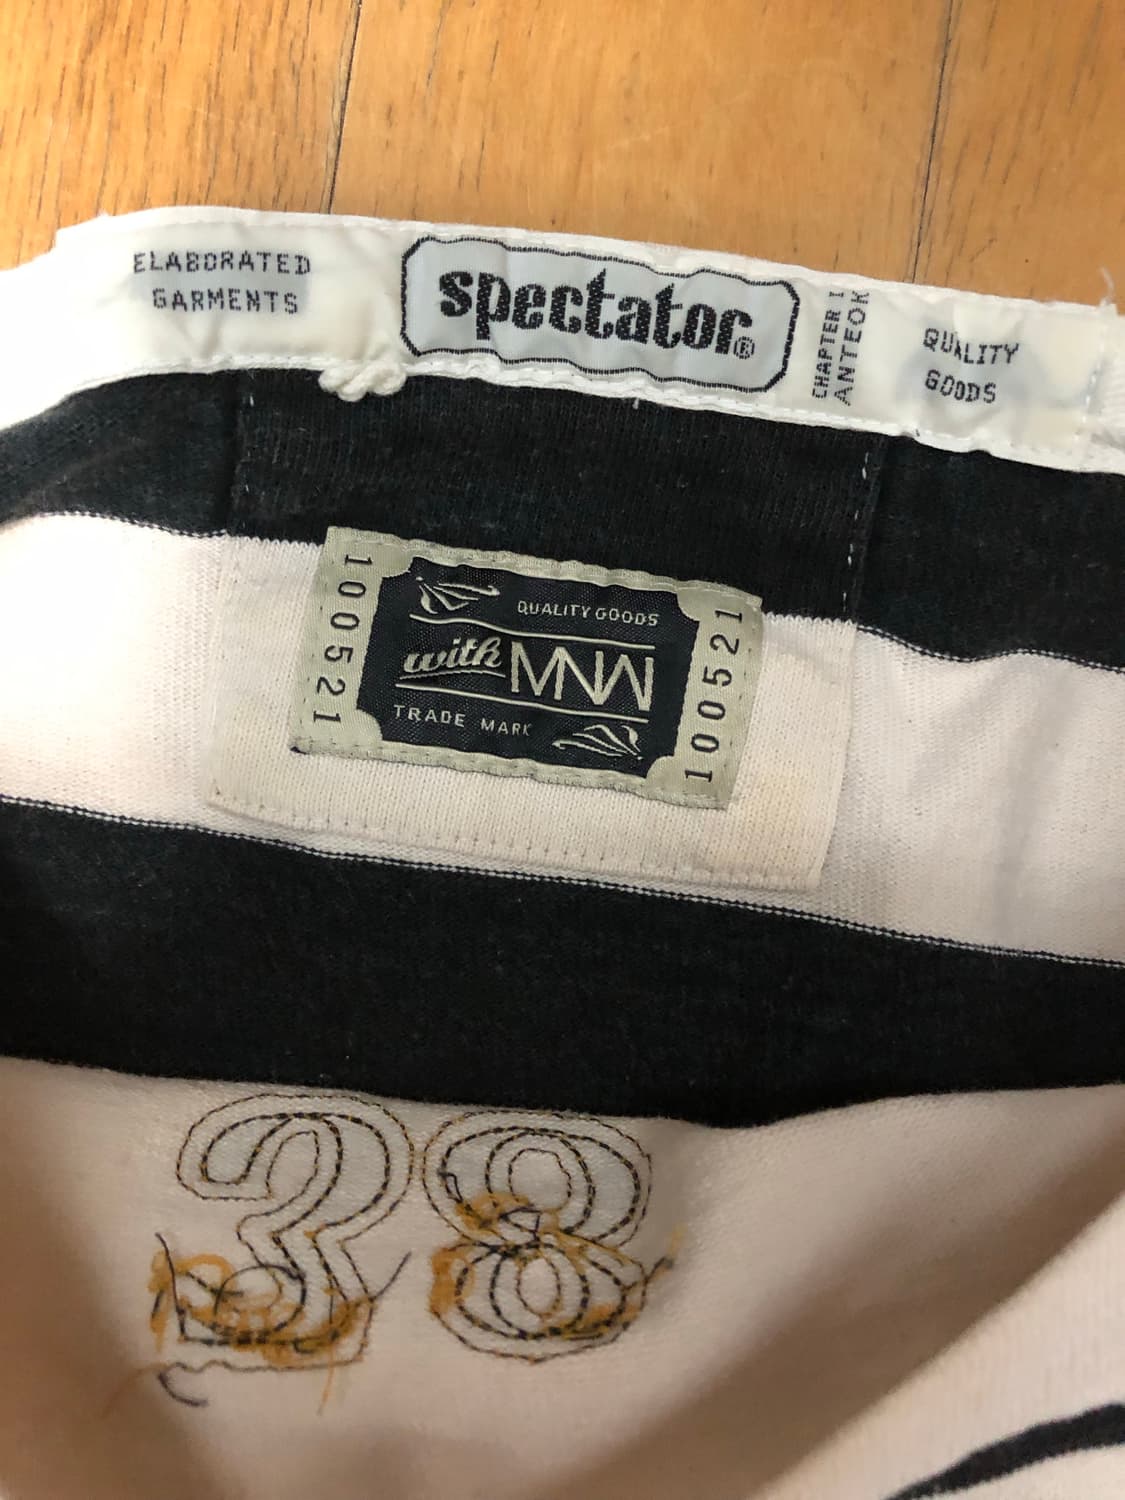 ELABORATED
GARMENTS
spectator®
CHAPTER I
ANTEOK
QUALITY
GOODS
100521
QUALITY GOODS
with MNW
TRADE MARK
100521
38